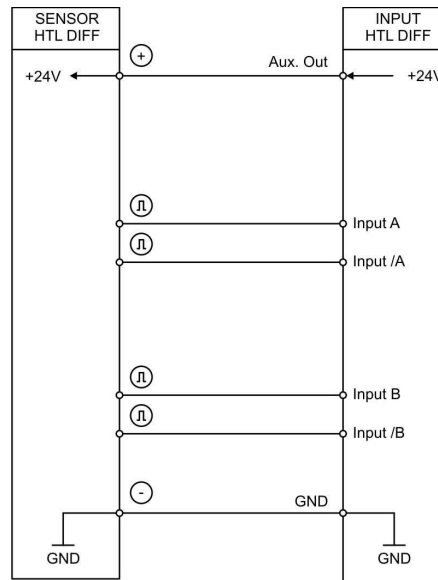 SENSOR
HTL DIFF
INPUT
HTL DIFF
+
+24V
Aux. Out
+24V
Input A
Input /A
Input B
Input /B
-
GND
GND
GND